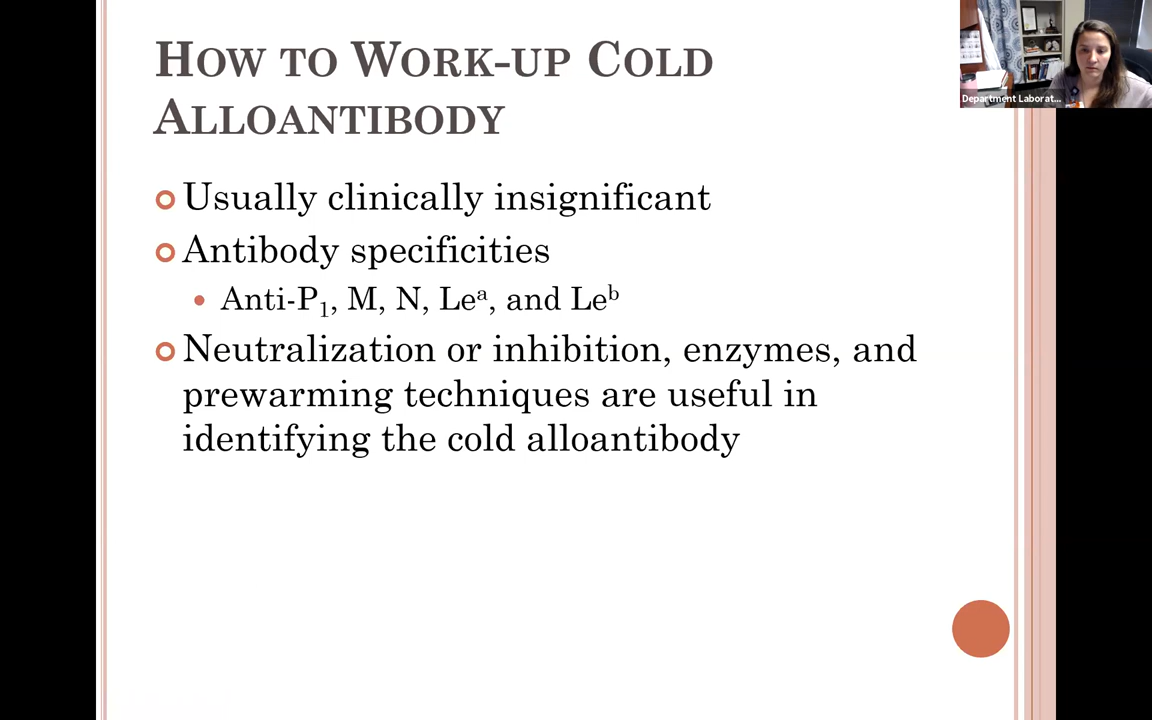 HOW TO WORK-UP COLD
ALLOANTIBODY
Usually clinically insignificant
Antibody specificities
Anti-P₁, M, N, Leᵃ, and Leᵇ
Neutralization or inhibition, enzymes, and
prewarming techniques are useful in
identifying the cold alloantibody
Department Laborat...